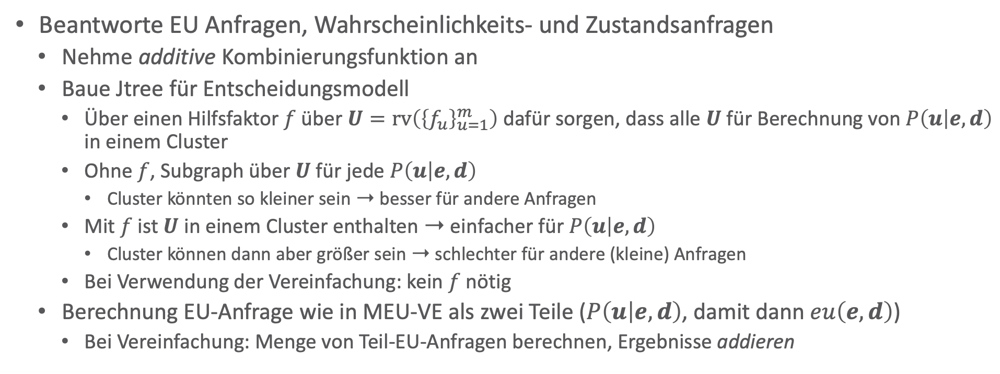 • Beantworte EU Anfragen, Wahrscheinlichkeits- und Zustandsanfragen
• Nehme additive Kombinierungsfunktion an
• Baue Jtree für Entscheidungsmodell
• Über einen Hilfsfaktor f über U = rv({f_u}_{u=1}^m) dafür sorgen, dass alle U für Berechnung von P(u|e, d)
in einem Cluster
• Ohne f, Subgraph über U für jede P(u|e, d)
• Cluster könnten so kleiner sein → besser für andere Anfragen
• Mit f ist U in einem Cluster enthalten → einfacher für P(u|e, d)
• Cluster können dann aber größer sein → schlechter für andere (kleine) Anfragen
• Bei Verwendung der Vereinfachung: kein f nötig
• Berechnung EU-Anfrage wie in MEU-VE als zwei Teile (P(u|e, d), damit dann eu(e, d))
• Bei Vereinfachung: Menge von Teil-EU-Anfragen berechnen, Ergebnisse addieren